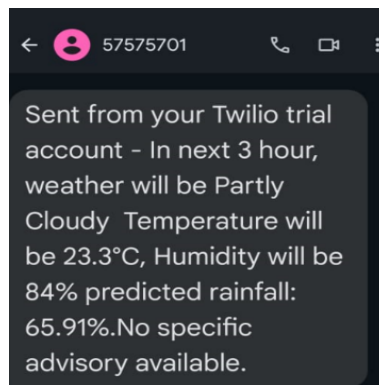 57575701
Sent from your Twilio trial
account - In next 3 hour,
weather will be Partly
Cloudy  Temperature will
be 23.3°C, Humidity will be
84% predicted rainfall:
65.91%.No specific
advisory available.